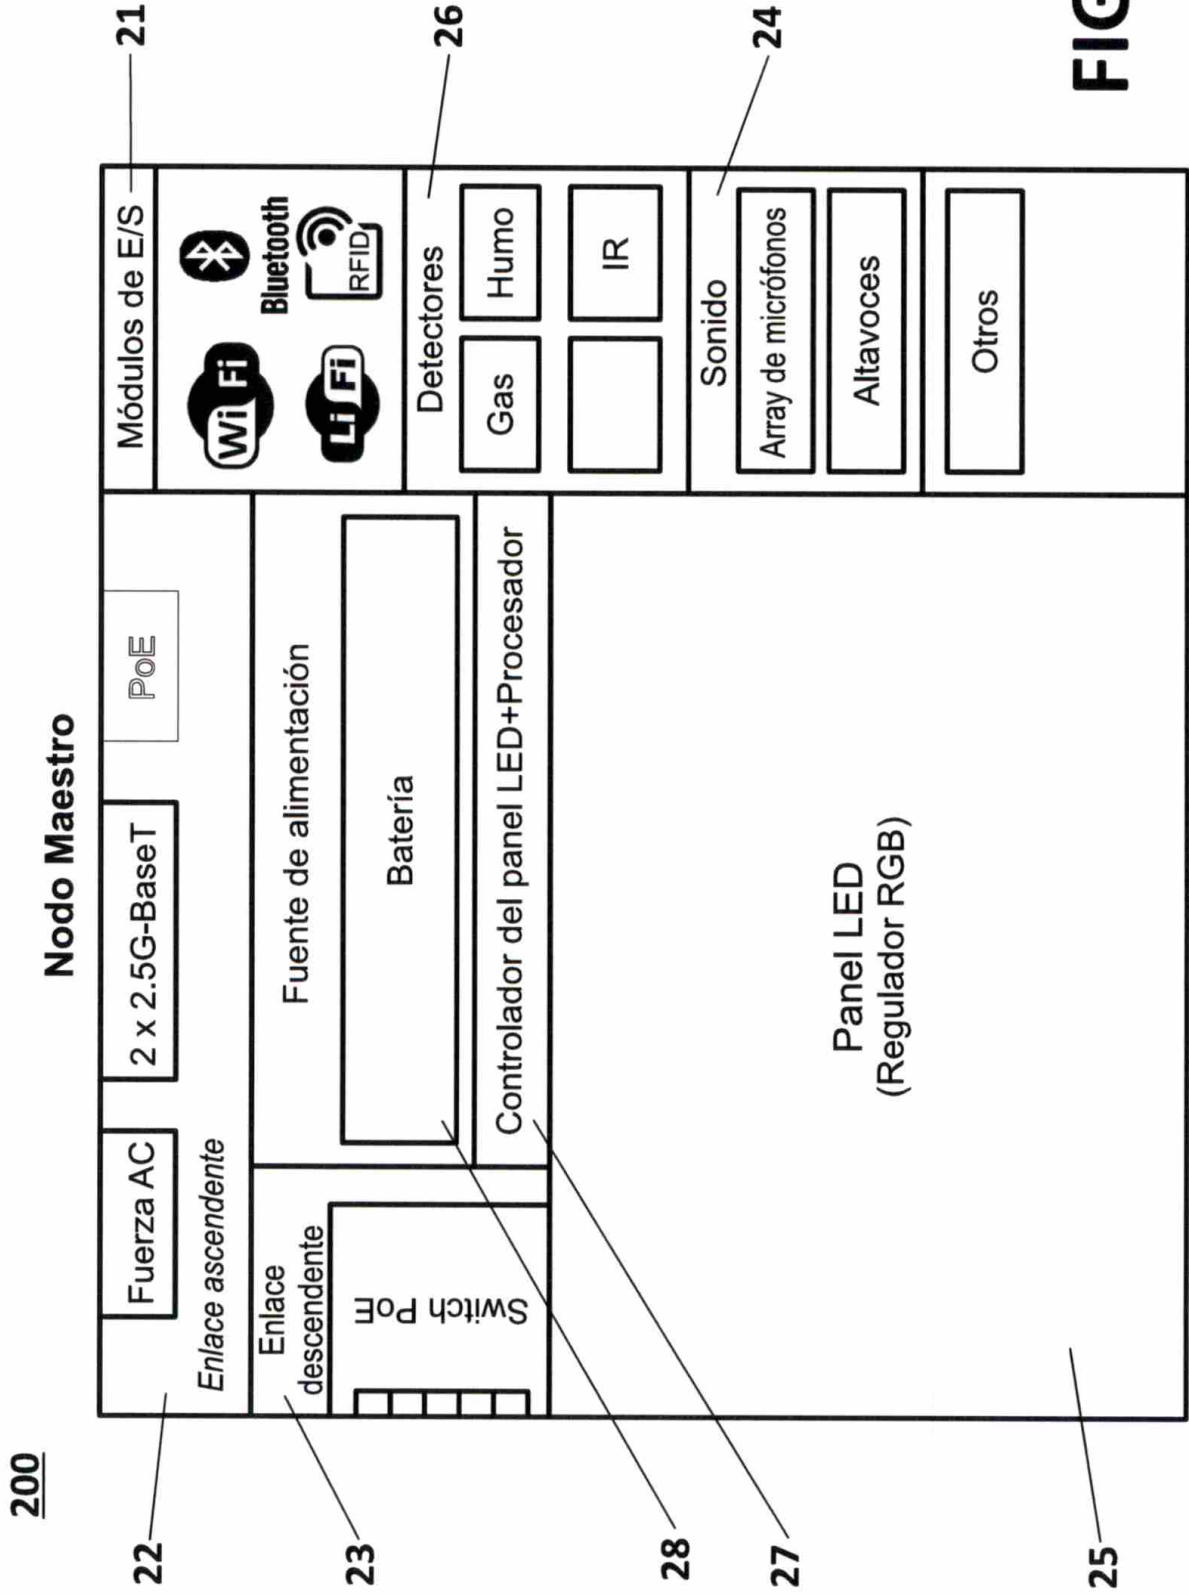 200
Nodo Maestro
22
Fuerza AC
2 x 2.5G-BaseT
PoE
Enlace ascendente
Módulos de E/S
21
Wi Fi
Bluetooth
Li Fi
RFID
23
Enlace
descendente
Switch PoE
Fuente de alimentación
Batería
28
Controlador del panel LED+Procesador
27
Detectores
26
Gas
Humo
IR
Sonido
24
Array de micrófonos
Altavoces
Otros
Panel LED
(Regulador RGB)
25
FIG